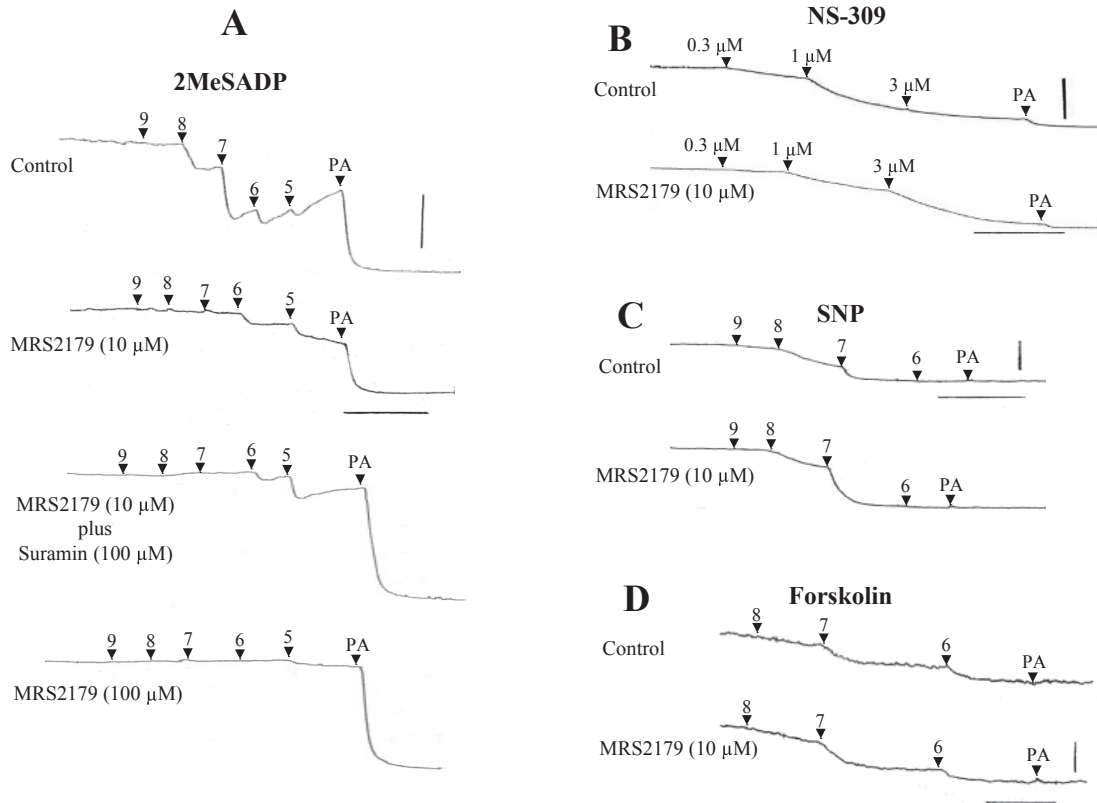 A
2MeSADP
9 8 7 6 5 PA
Control
9 8 7 6 5 PA
MRS2179 (10 µM)
9 8 7 6 5 PA
MRS2179 (10 µM)
plus
Suramin (100 µM)
9 8 7 6 5 PA
MRS2179 (100 µM)
B
NS-309
0.3 µM 1 µM 3 µM PA
Control
0.3 µM 1 µM 3 µM PA
MRS2179 (10 µM)
C
SNP
9 8 7 6 PA
Control
9 8 7 6 PA
MRS2179 (10 µM)
D
Forskolin
8 7 6 PA
Control
8 7 6 PA
MRS2179 (10 µM)